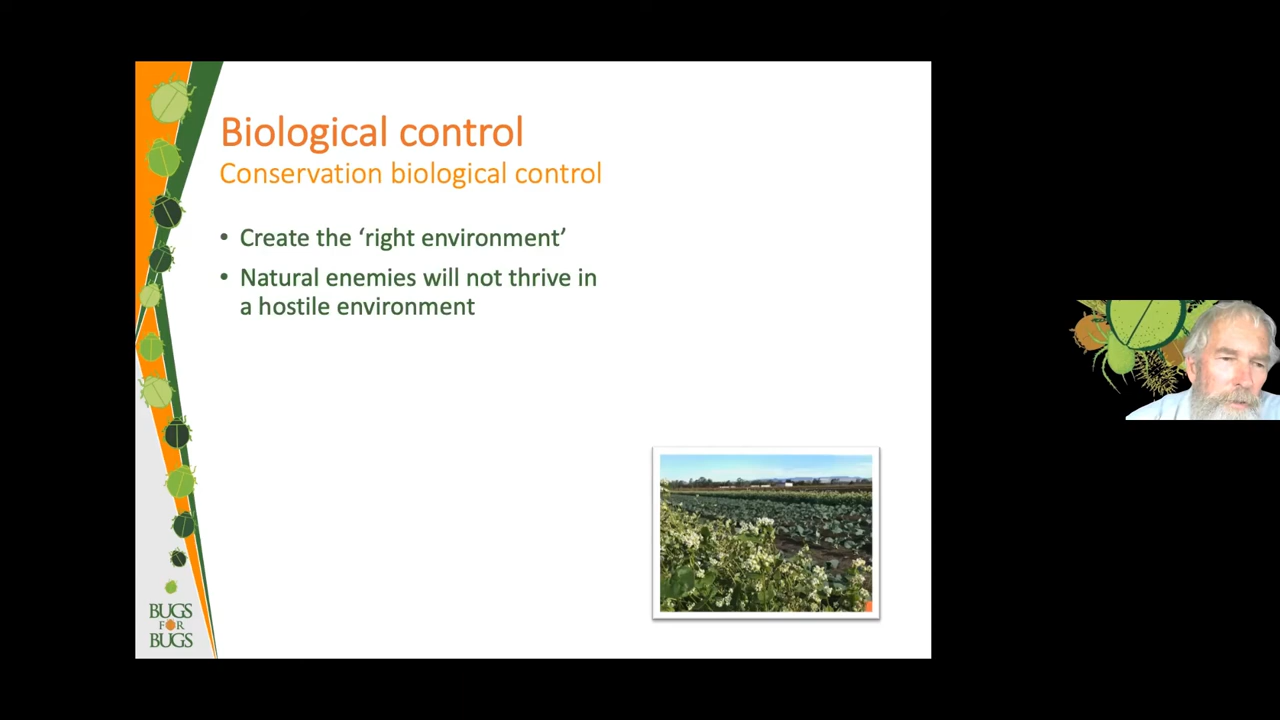 Biological control
Conservation biological control
• Create the ‘right environment’
• Natural enemies will not thrive in
a hostile environment
BUGS
FOR
BUGS